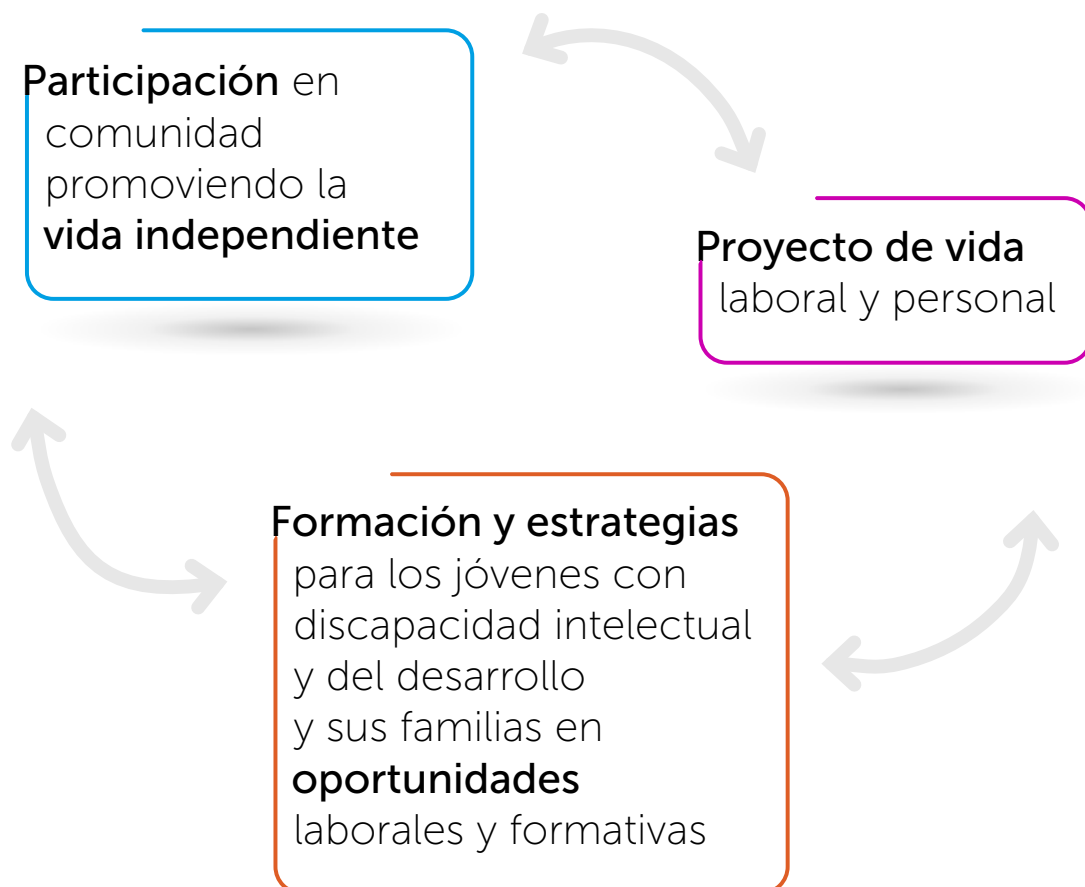 Participación en
comunidad
promoviendo la
vida independiente
Proyecto de vida
laboral y personal
Formación y estrategias
para los jóvenes con
discapacidad intelectual
y del desarrollo
y sus familias en
oportunidades
laborales y formativas